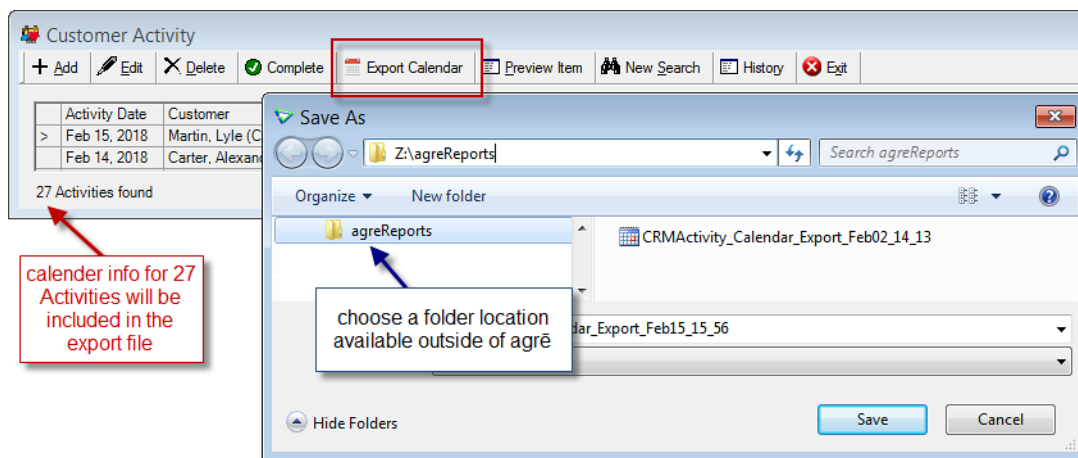 Customer Activity
Add Edit Delete Complete Export Calendar Preview Item New Search History Exit
Activity Date Customer
> Feb 15, 2018 Martin, Lyle (C
Feb 14, 2018 Carter, Alexan
27 Activities found
Save As
Z:\agreReports
Search agreReports
Organize New folder
agreReports
CRMActivity_Calendar_Export_Feb02_14_13
calender info for 27
Activities will be
included in the
export file
choose a folder location
available outside of agrē
dar_Export_Feb15_15_56
Hide Folders
Save Cancel